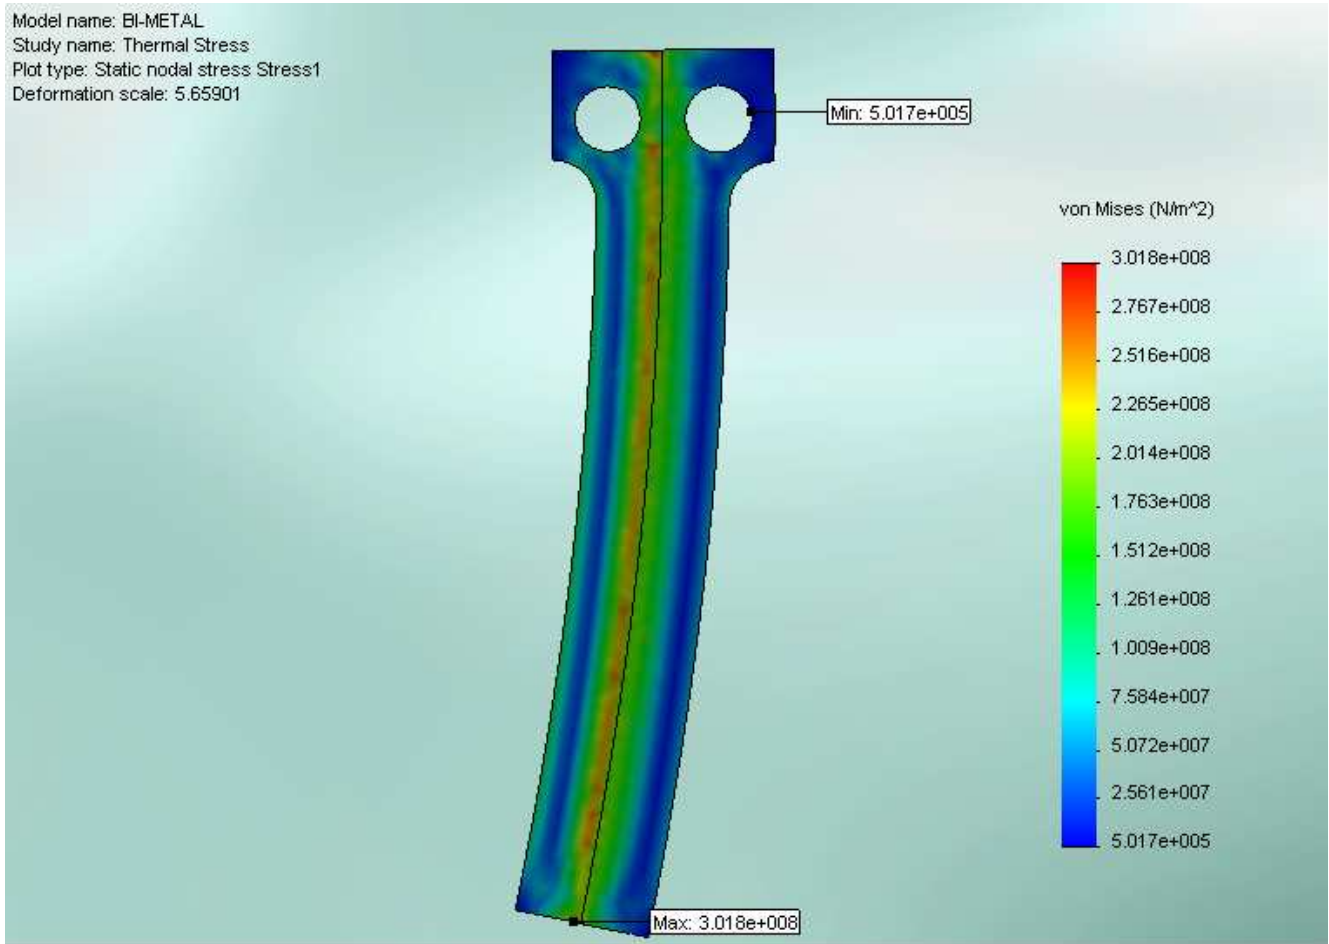 Model name: BI-METAL
Study name: Thermal Stress
Plot type: Static nodal stress Stress1
Deformation scale: 5.65901
Min: 5.017e+005
von Mises (N/m^2)
3.018e+008
2.767e+008
2.516e+008
2.265e+008
2.014e+008
1.763e+008
1.512e+008
1.261e+008
1.009e+008
7.584e+007
5.072e+007
2.561e+007
5.017e+005
Max: 3.018e+008